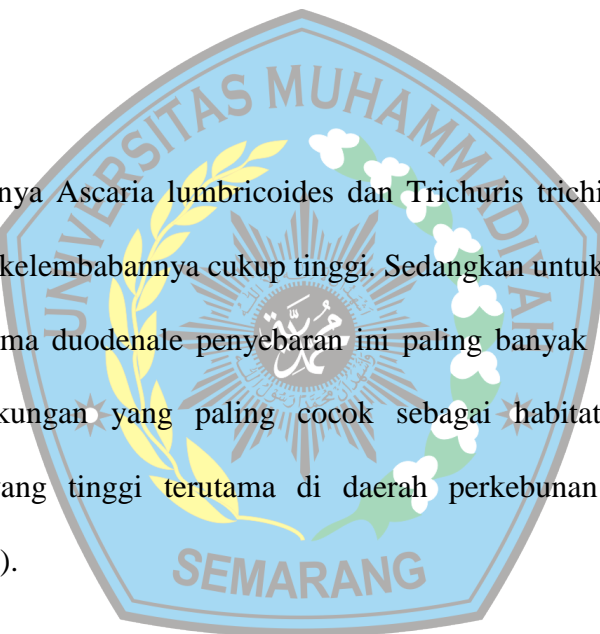 UNIVERSITAS MUHAMMADIYAH
nya Ascaria lumbricoides dan Trichuris trichi
kelembabannya cukup tinggi. Sedangkan untuk
ma duodenale penyebaran ini paling banyak
kungan yang paling cocok sebagai habitat
yang tinggi terutama di daerah perkebunan
).
SEMARANG